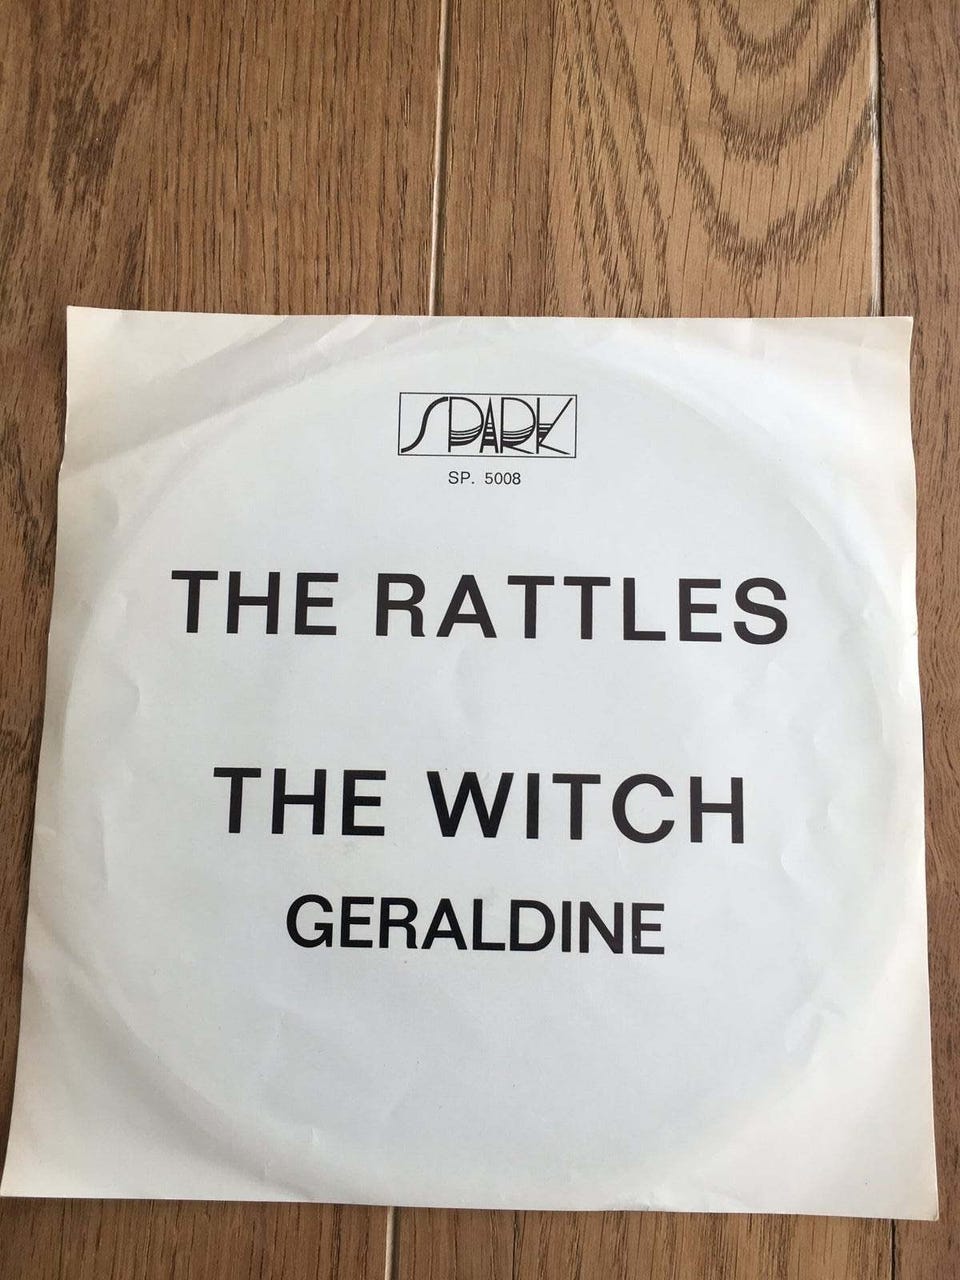 SPARK
SP. 5008
THE RATTLES
THE WITCH
GERALDINE